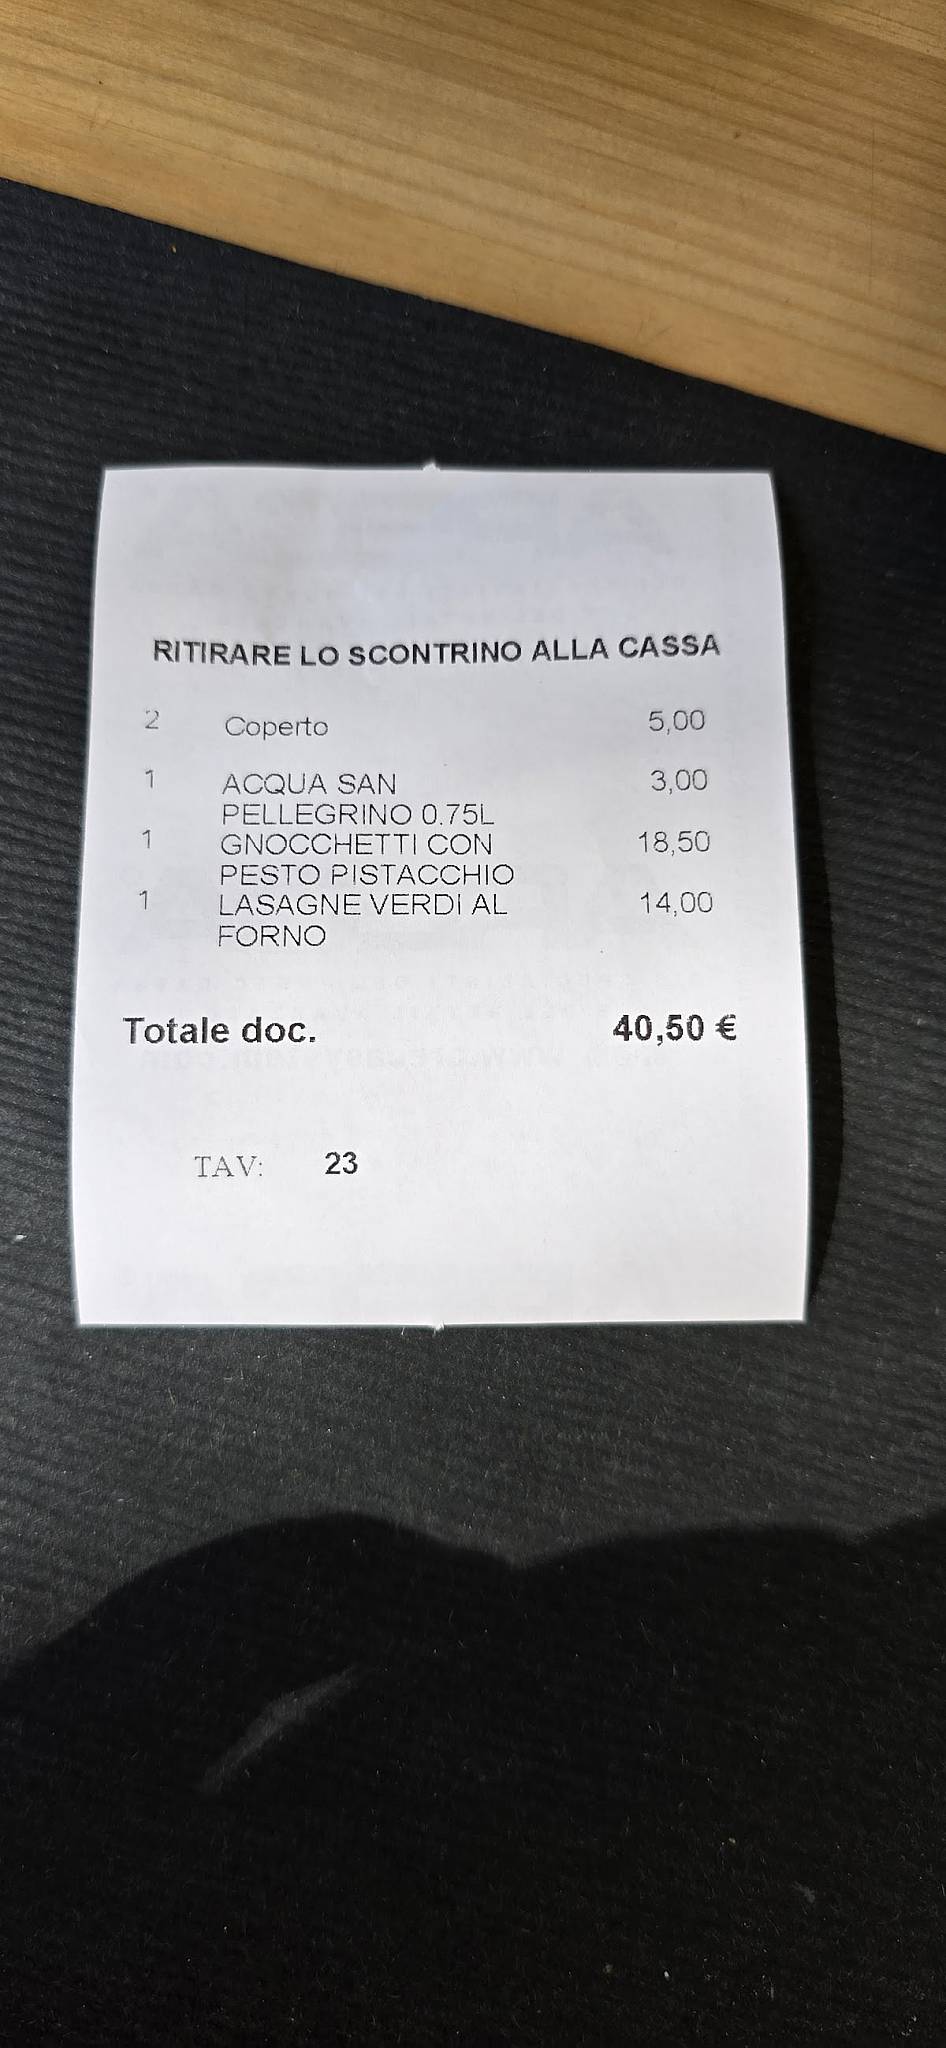 RITIRARE LO SCONTRINO ALLA CASSA
2 Coperto 5,00
1 ACQUA SAN 3,00
PELLEGRINO 0.75L
1 GNOCCHETTI CON 18,50
PESTO PISTACCHIO
1 LASAGNE VERDI AL 14,00
FORNO
Totale doc. 40,50 €
TAV: 23